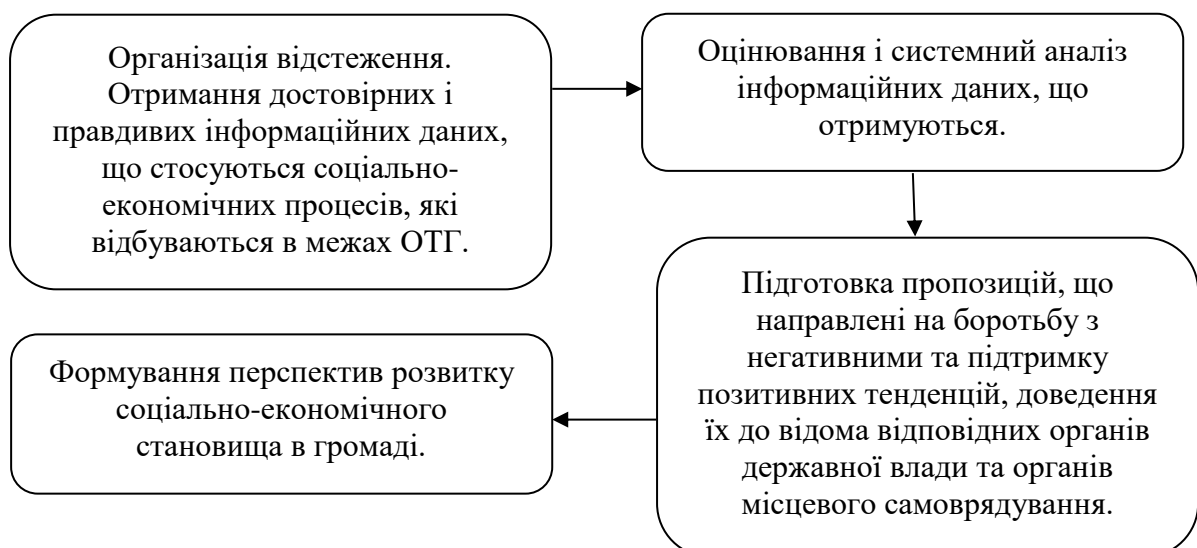 Організація відстеження.
Отримання достовірних і
правдивих інформаційних даних,
що стосуються соціально-
економічних процесів, які
відбуваються в межах ОТГ.
Оцінювання і системний аналіз
інформаційних даних, що
отримуються.
Підготовка пропозицій, що
направлені на боротьбу з
негативними та підтримку
позитивних тенденцій, доведення
їх до відома відповідних органів
державної влади та органів
місцевого самоврядування.
Формування перспектив розвитку
соціально-економічного
становища в громаді.